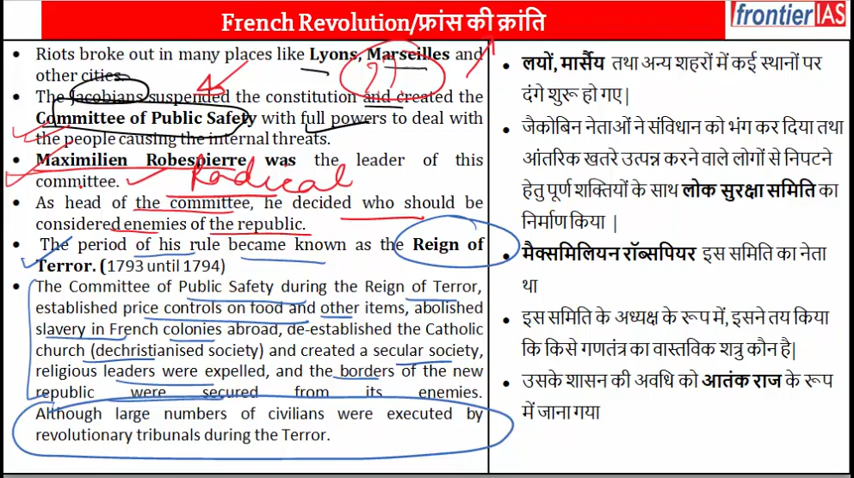 French Revolution/फ्रांस की क्रांति
frontierIAS
• Riots broke out in many places like Lyons, Marseilles and
other cities.
• The Jacobians suspended the constitution and created the
Committee of Public Safety with full powers to deal with
the people causing the internal threats.
• Maximilien Robespierre was the leader of this
committee.
Radical
• As head of the committee, he decided who should be
considered enemies of the republic.
• The period of his rule became known as the Reign of
Terror. (1793 until 1794)
• The Committee of Public Safety during the Reign of Terror,
established price controls on food and other items, abolished
slavery in French colonies abroad, de-established the Catholic
church (dechristianised society) and created a secular society,
religious leaders were expelled, and the borders of the new
republic were secured from its enemies.
Although large numbers of civilians were executed by
revolutionary tribunals during the Terror.
• लयों, मार्सैय तथा अन्य शहरों में कई स्थानों पर
दंगे शुरू हो गए|
• जैकोबिन नेताओं ने संविधान को भंग कर दिया तथा
आंतरिक खतरे उत्पन्न करने वाले लोगों से निपटने
हेतु पूर्ण शक्तियों के साथ लोक सुरक्षा समिति का
निर्माण किया |
• मैक्समिलियन रॉब्सपियर इस समिति का नेता
था
• इस समिति के अध्यक्ष के रूप में, इसने तय किया
कि किसे गणतंत्र का वास्तविक शत्रु कौन है|
• उसके शासन की अवधि को आतंक राज के रूप
में जाना गया